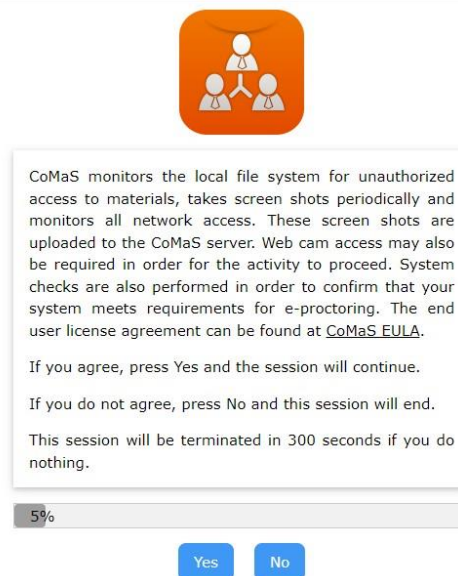 CoMaS monitors the local file system for unauthorized
access to materials, takes screen shots periodically and
monitors all network access. These screen shots are
uploaded to the CoMaS server. Web cam access may also
be required in order for the activity to proceed. System
checks are also performed in order to confirm that your
system meets requirements for e-proctoring. The end
user license agreement can be found at CoMaS EULA.
If you agree, press Yes and the session will continue.
If you do not agree, press No and this session will end.
This session will be terminated in 300 seconds if you do
nothing.
5%
Yes No